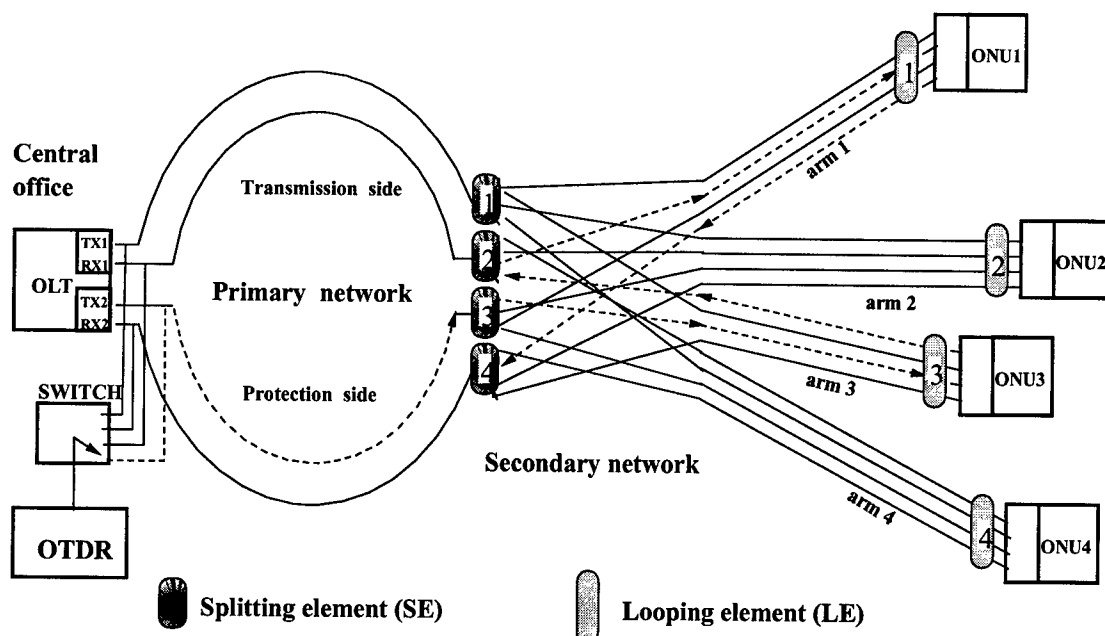 Central
office
OLT
TX1
RX1
TX2
RX2
SWITCH
OTDR
Transmission side
Primary network
Protection side
1
2
3
4
Secondary network
arm 1
arm 2
arm 3
arm 4
1
ONU1
2
ONU2
3
ONU3
4
ONU4
Splitting element (SE)
Looping element (LE)